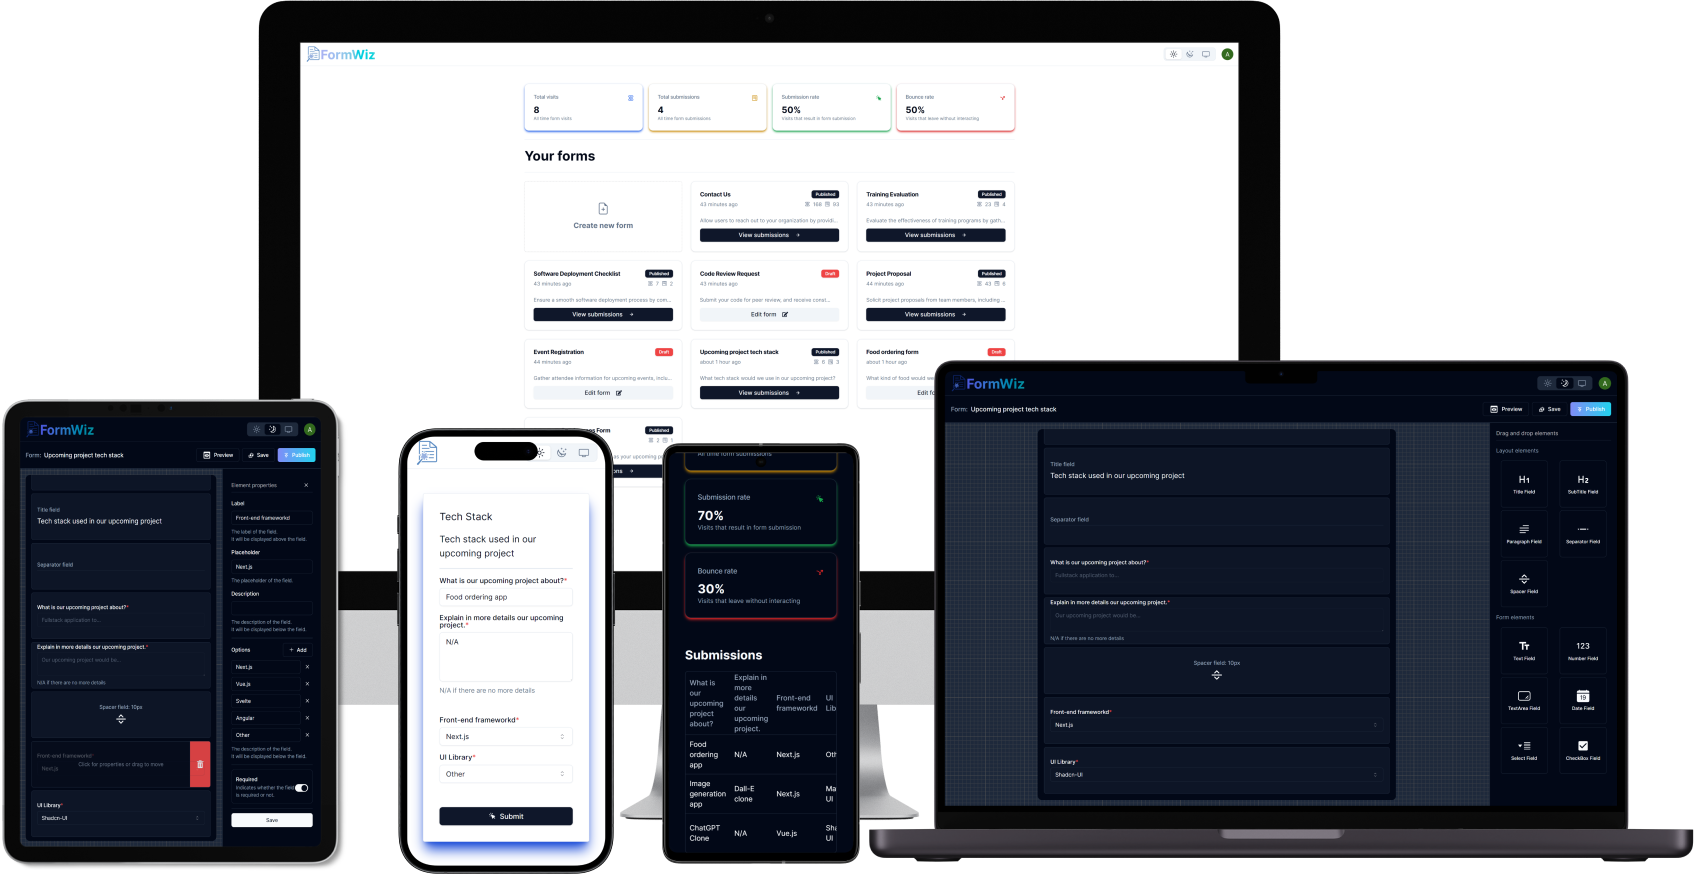 FormWiz
A
Total visits
8
All time form visits
Total submissions
4
All time form submissions
Submission rate
50%
Visits that result in form submission
Bounce rate
50%
Visits that leave without interacting
Your forms
Create new form
Contact Us
Published
43 minutes ago
168 93
Allow users to reach out to your organization by providi...
View submissions
Training Evaluation
Published
43 minutes ago
23 4
Evaluate the effectiveness of training programs by gath...
View submissions
Software Deployment Checklist
Published
43 minutes ago
7 2
Ensure a smooth software deployment process by com...
View submissions
Code Review Request
Draft
43 minutes ago
Submit your code for peer review, and receive const...
Edit form
Project Proposal
Published
44 minutes ago
43 6
Solicit project proposals from team members, including ...
View submissions
Event Registration
Draft
44 minutes ago
Gather attendee information for upcoming events, inclu...
Edit form
Upcoming project tech stack
Published
about 1 hour ago
6 3
What tech stack would we use in our upcoming project?
View submissions
Food ordering form
Draft
about 1 hour ago
What kind of food would we
Edit fo
Form
Published
2 1
as your upcoming po
FormWiz
A
Form: Upcoming project tech stack
Preview
Save
Publish
Title field
Tech stack used in our upcoming project
Separator field
What is our upcoming project about?*
Fullstack application to...
Explain in more details our upcoming project.*
Our upcoming project would be...
N/A if there are no more details
Spacer field: 10px
Front-end frameworkd*
Click for properties or drag to move
Next.js
UI Library*
Shadcn-UI
Element properties
Label
Front-end frameworkd
The label of the field.
It will be displayed above the field.
Placeholder
Next.js
The placeholder of the field.
Description
The description of the field.
It will be displayed below the field.
Options
+ Add
Next.js
Vue.js
Svelte
Angular
Other
The description of the field.
It will be displayed below the field.
Required
Indicates whether the field
is required or not.
Save
Tech Stack
Tech stack used in our
upcoming project
What is our upcoming project about?*
Food ordering app
Explain in more details our upcoming
project.*
N/A
N/A if there are no more details
Front-end frameworkd*
Next.js
UI Library*
Other
Submit
All time form submissions
Submission rate
70%
Visits that result in form submission
Bounce rate
30%
Visits that leave without interacting
Submissions
What is
our
upcoming
project
about?
Explain in
more
details
our
upcoming
project.
Front-end
frameworkd
UI
Lib
Food
ordering
app
N/A
Next.js
Oth
Image
generation
app
Dall-E
clone
Next.js
Ma
UI
ChatGPT
Clone
N/A
Vue.js
Sha
UI
FormWiz
A
Form: Upcoming project tech stack
Preview
Save
Publish
Title field
Tech stack used in our upcoming project
Separator field
What is our upcoming project about?*
Fullstack application to...
Explain in more details our upcoming project.*
Our upcoming project would be...
N/A if there are no more details
Spacer field: 10px
Front-end frameworkd*
Next.js
UI Library*
Shadcn-UI
Drag and drop elements
Layout elements
H1
Title Field
H2
SubTitle Field
Paragraph Field
Separator Field
Spacer Field
Form elements
Tт
Text Field
123
Number Field
TextArea Field
19
Date Field
Select Field
CheckBox Field